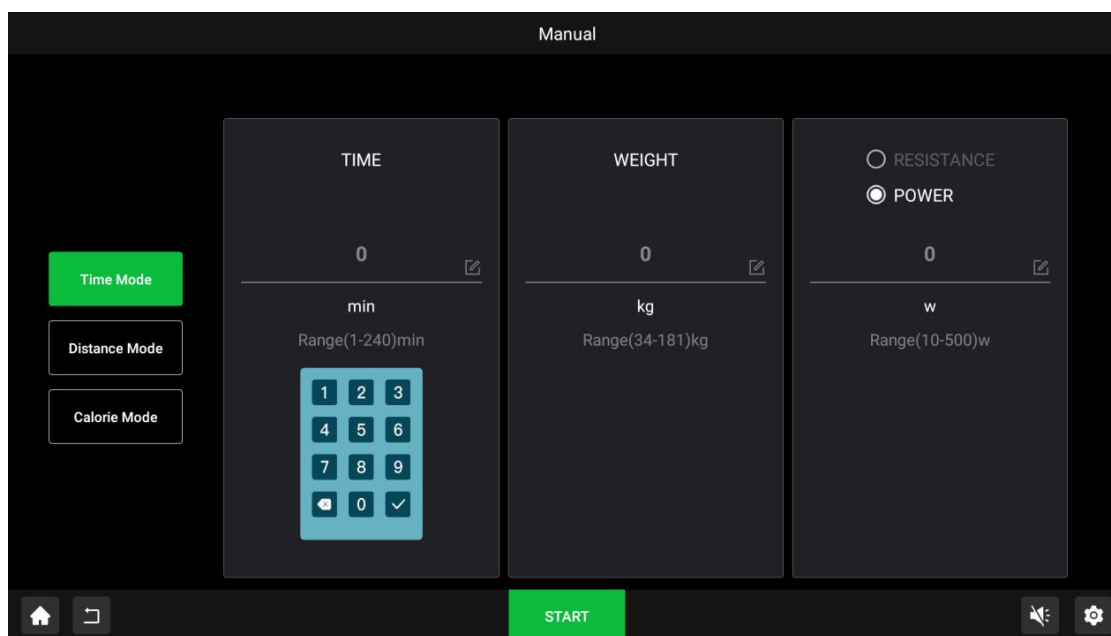 Manual
Time Mode
Distance Mode
Calorie Mode
TIME
0
min
Range(1-240)min
1 2 3
4 5 6
7 8 9
0
WEIGHT
0
kg
Range(34-181)kg
RESISTANCE
POWER
0
w
Range(10-500)w
START